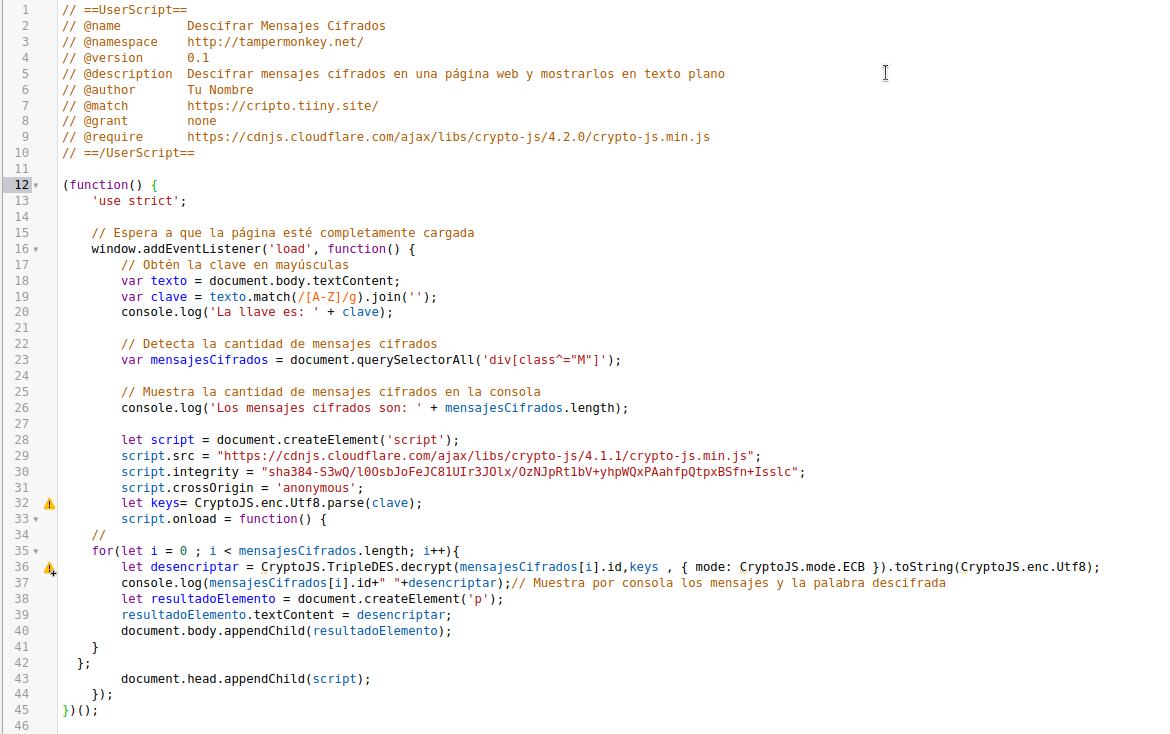 1 // ==UserScript==
2 // @name         Descifrar Mensajes Cifrados
3 // @namespace    http://tampermonkey.net/
4 // @version      0.1
5 // @description  Descifrar mensajes cifrados en una página web y mostrarlos en texto plano
6 // @author       Tu Nombre
7 // @match        https://cripto.tiiny.site/
8 // @grant        none
9 // @require      https://cdnjs.cloudflare.com/ajax/libs/crypto-js/4.2.0/crypto-js.min.js
10 // ==/UserScript==
11
12 (function() {
13     'use strict';
14
15     // Espera a que la página esté completamente cargada
16     window.addEventListener('load', function() {
17         // Obtén la clave en mayúsculas
18         var texto = document.body.textContent;
19         var clave = texto.match(/[A-Z]/g).join('');
20         console.log('La llave es: ' + clave);
21
22         // Detecta la cantidad de mensajes cifrados
23         var mensajesCifrados = document.querySelectorAll('div[class^="M"]');
24
25         // Muestra la cantidad de mensajes cifrados en la consola
26         console.log('Los mensajes cifrados son: ' + mensajesCifrados.length);
27
28         let script = document.createElement('script');
29         script.src = "https://cdnjs.cloudflare.com/ajax/libs/crypto-js/4.1.1/crypto-js.min.js";
30         script.integrity = "sha384-S3wQ/l0OsbJoFeJC81UIr3JOlx/OzNJpRt1bV+yhpWQxPAahfpQtpxBSfn+Isslc";
31         script.crossOrigin = 'anonymous';
32         let keys= CryptoJS.enc.Utf8.parse(clave);
33         script.onload = function() {
34     //
35     for(let i = 0 ; i < mensajesCifrados.length; i++){
36         let desencriptar = CryptoJS.TripleDES.decrypt(mensajesCifrados[i].id,keys , { mode: CryptoJS.mode.ECB }).toString(CryptoJS.enc.Utf8);
37         console.log(mensajesCifrados[i].id+" "+desencriptar);// Muestra por consola los mensajes y la palabra descifrada
38         let resultadoElemento = document.createElement('p');
39         resultadoElemento.textContent = desencriptar;
40         document.body.appendChild(resultadoElemento);
41     }
42   };
43         document.head.appendChild(script);
44     });
45 })();
46